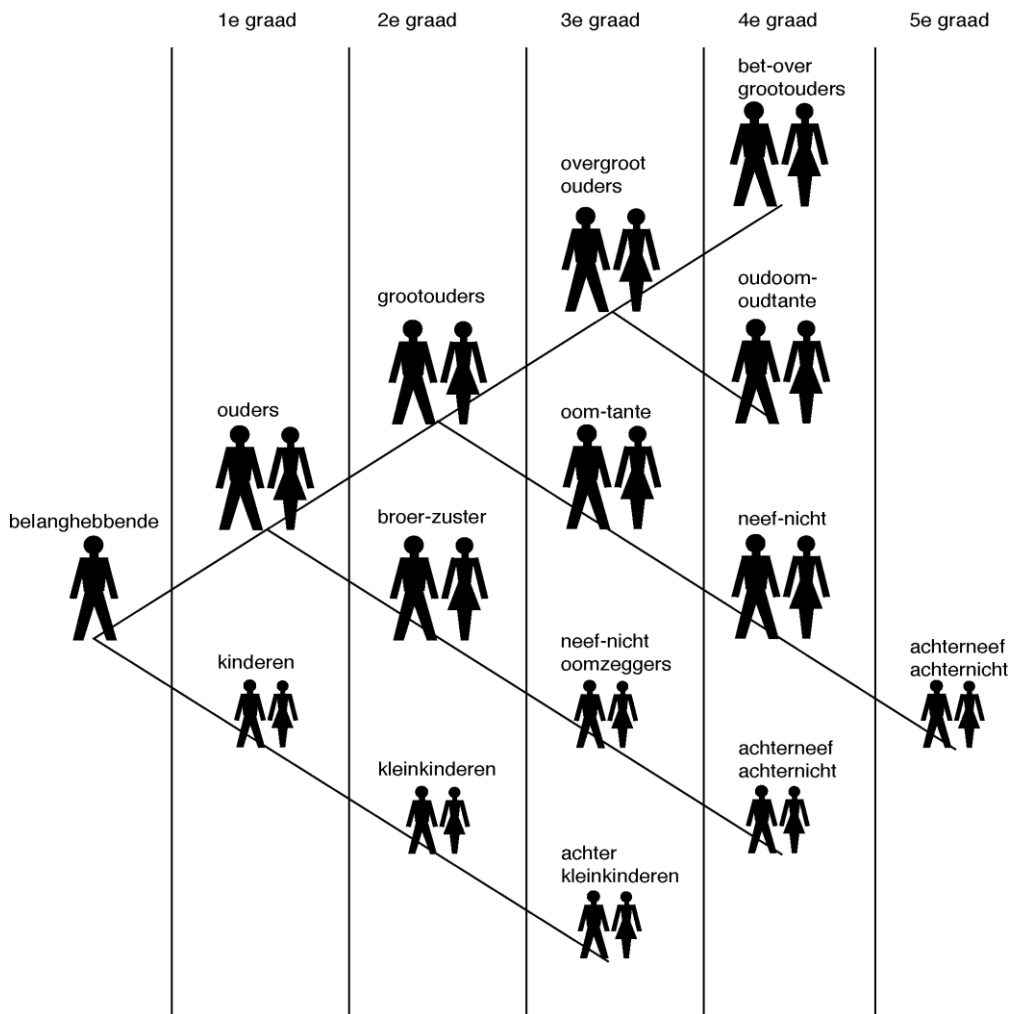 1e graad
2e graad
3e graad
4e graad
5e graad
bet-over
grootouders
overgroot
ouders
oudoom-
oudtante
grootouders
ouders
oom-tante
belanghebbende
broer-zuster
neef-nicht
kinderen
neef-nicht
oomzeggers
achterneef
achternicht
kleinkinderen
achterneef
achternicht
achter
kleinkinderen